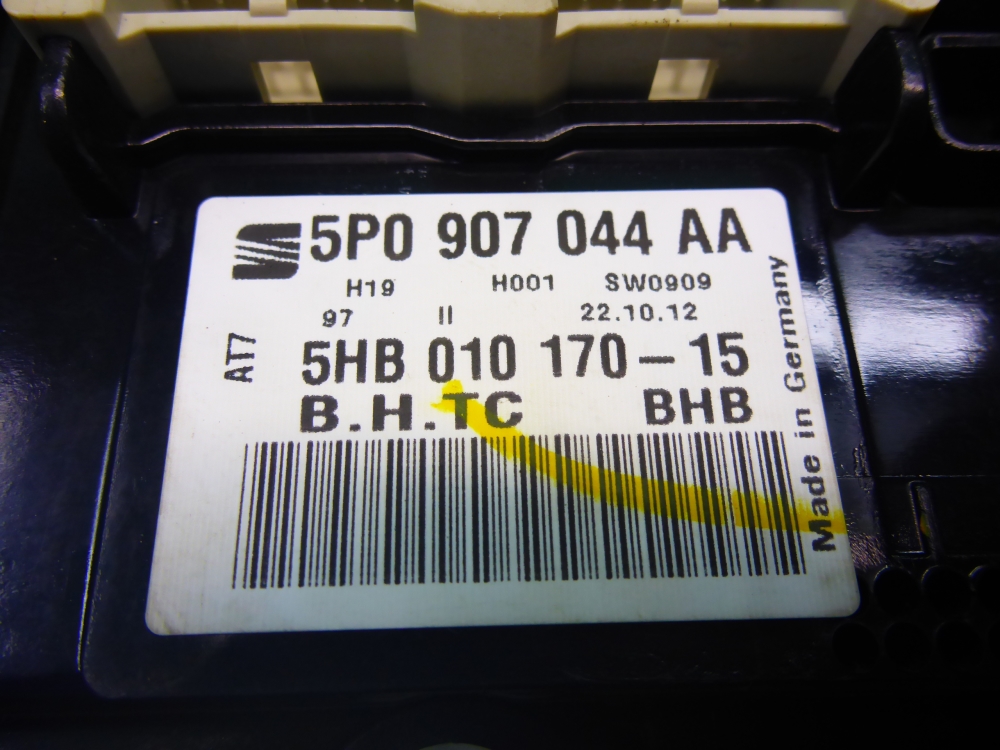 5P0 907 044 AA
H19 H001 SW0909
97 II 22.10.12
AT7
5HB 010 170-15
B.H.TC BHB
Made in Germany